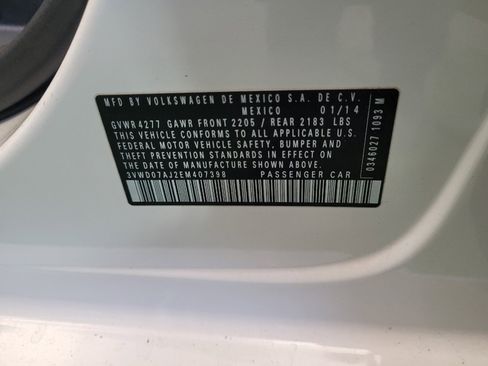 MFD. BY VOLKSWAGEN DE MEXICO S.A. DE C.V.
MEXICO 01/14
GVWR 4277 GAWR FRONT 2205 / REAR 2183 LBS
THIS VEHICLE CONFORMS TO ALL APPLICABLE U.S.
FEDERAL MOTOR VEHICLE SAFETY, BUMPER AND
THEFT PREVENTION STANDARDS IN EFFECT ON
THE DATE OF MANUFACTURE SHOWN ABOVE.
3VWD07AJ2EM407398 PASSENGER CAR
0346027 1093 M